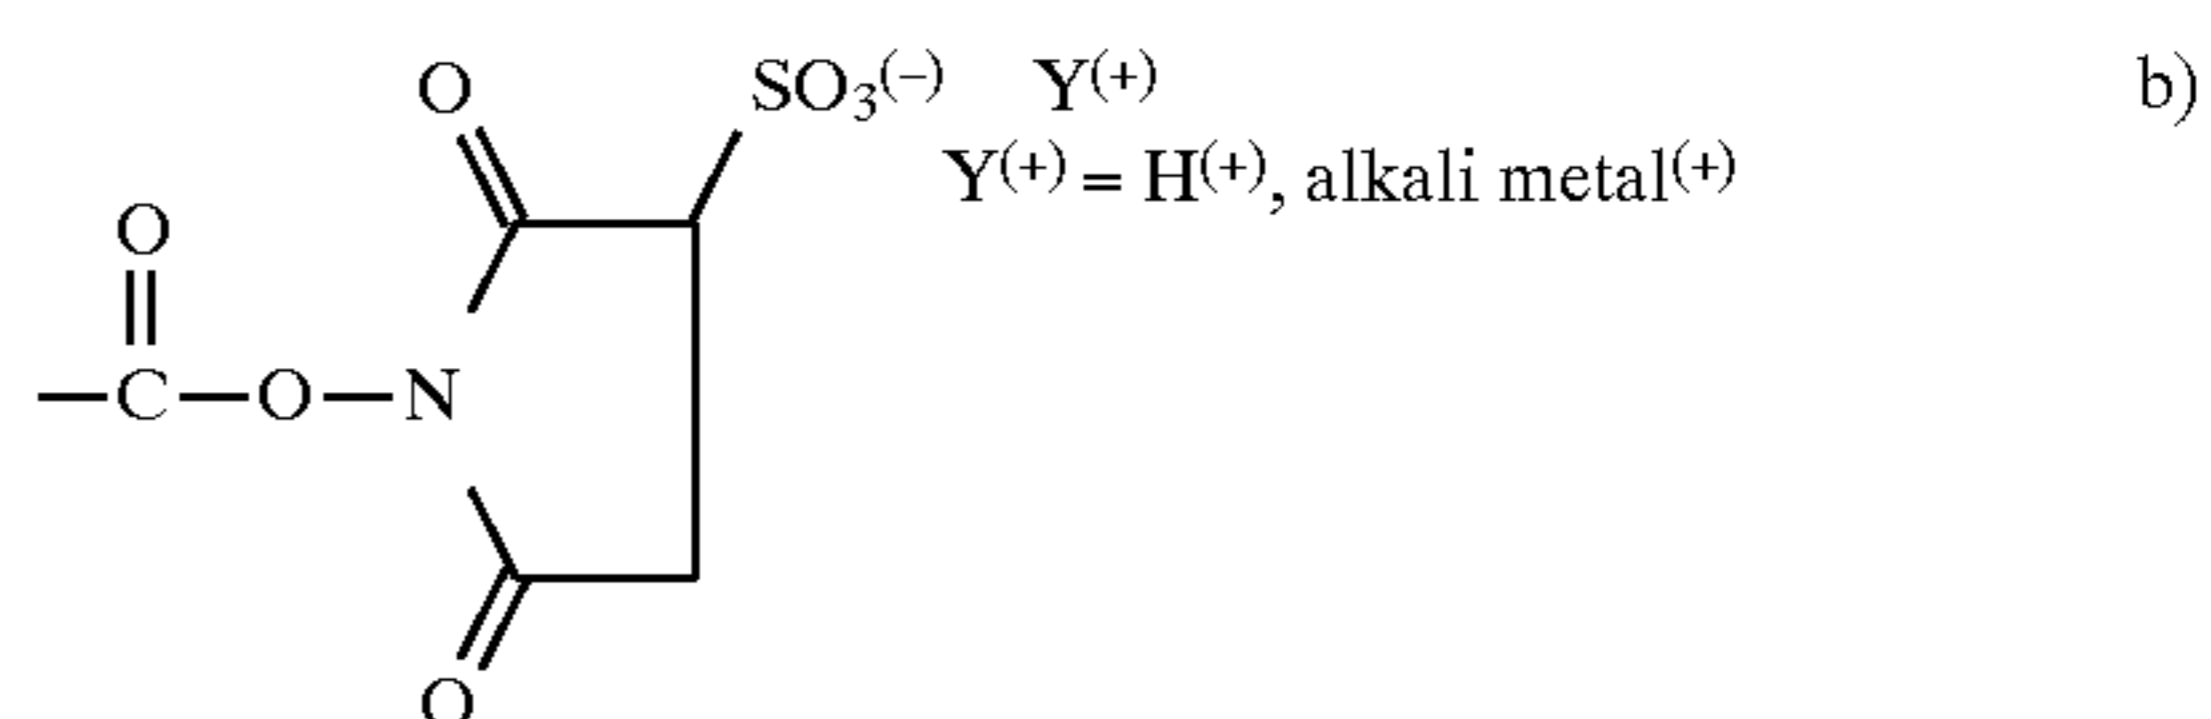 O SO₃(−) Y(+) b)
Y(+) = H(+), alkali metal(+)
O
C O N
O